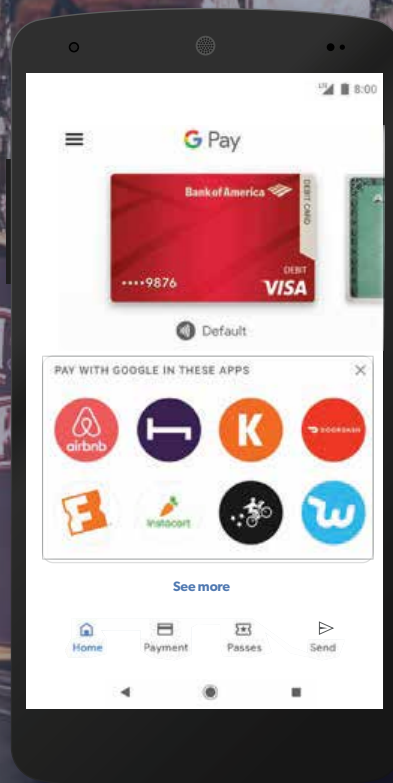 LTE 8:00
G Pay
Bank of America
DEBIT CARD
••••9876
DEBIT
VISA
Default
PAY WITH GOOGLE IN THESE APPS
airbnb
K
DOORDASH
F
instacart
w
See more
Home Payment Passes Send